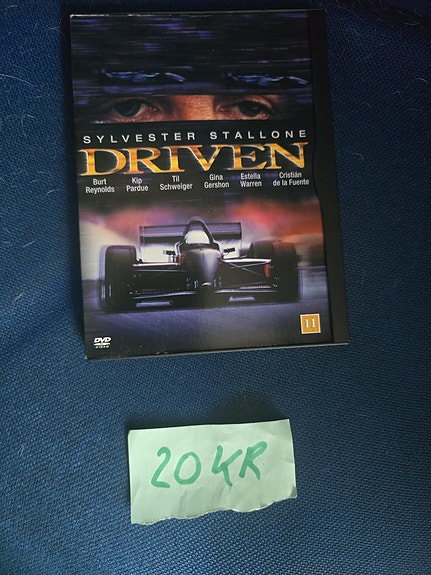 SYLVESTER STALLONE
DRIVEN
Burt Kip Til Gina Estella Cristián
Reynolds Pardue Schweiger Gershon Warren de la Fuente
11
DVD
VIDEO
20 KR